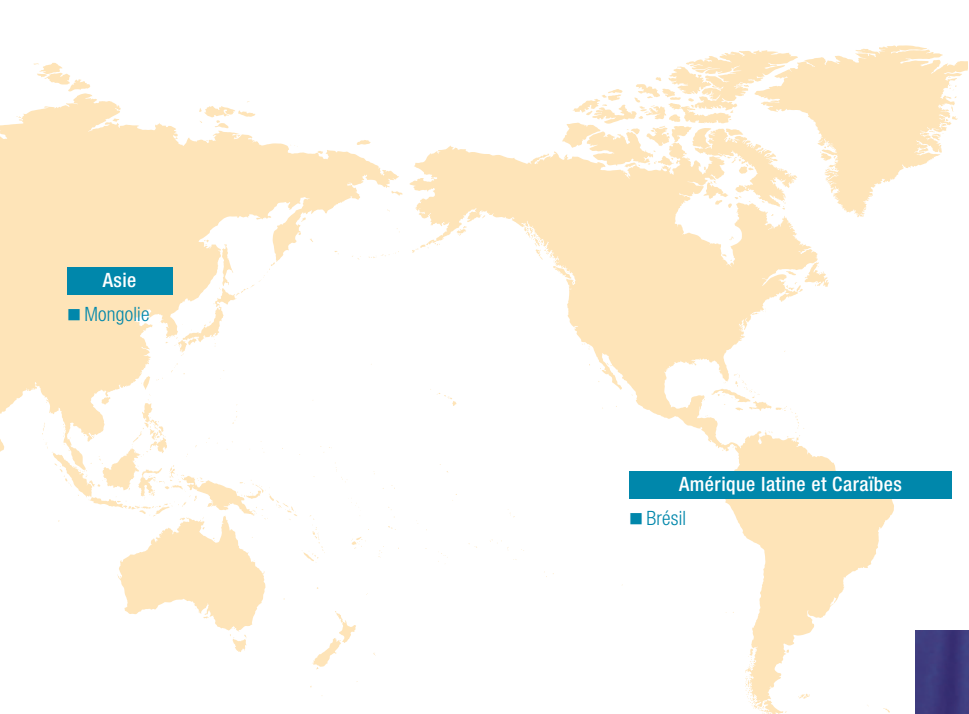 Asie
■ Mongolie
Amérique latine et Caraïbes
■ Brésil